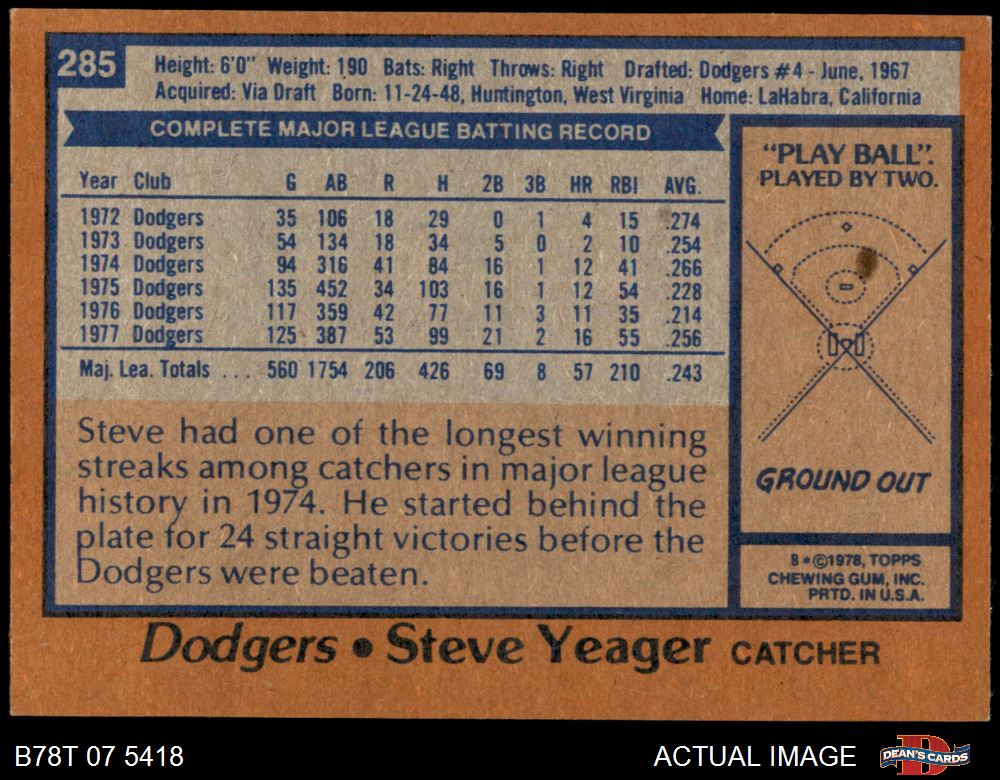 285
Height: 6'0" Weight: 190 Bats: Right Throws: Right Drafted: Dodgers #4 - June, 1967
Acquired: Via Draft Born: 11-24-48, Huntington, West Virginia Home: LaHabra, California
COMPLETE MAJOR LEAGUE BATTING RECORD
Year Club G AB R H 2B 3B HR RBI AVG.
1972 Dodgers 35 106 18 29 0 1 4 15 .274
1973 Dodgers 54 134 18 34 5 0 2 10 .254
1974 Dodgers 94 316 41 84 16 1 12 41 .266
1975 Dodgers 135 452 34 103 16 1 12 54 .228
1976 Dodgers 117 359 42 77 11 3 11 35 .214
1977 Dodgers 125 387 53 99 21 2 16 55 .256
Maj. Lea. Totals ... 560 1754 206 426 69 8 57 210 .243
Steve had one of the longest winning
streaks among catchers in major league
history in 1974. He started behind the
plate for 24 straight victories before the
Dodgers were beaten.
"PLAY BALL".
PLAYED BY TWO.
GROUND OUT
B*©1978, TOPPS
CHEWING GUM, INC.
PRTD. IN U.S.A.
Dodgers • Steve Yeager CATCHER
B78T 07 5418
ACTUAL IMAGE
DEAN'S CARDS